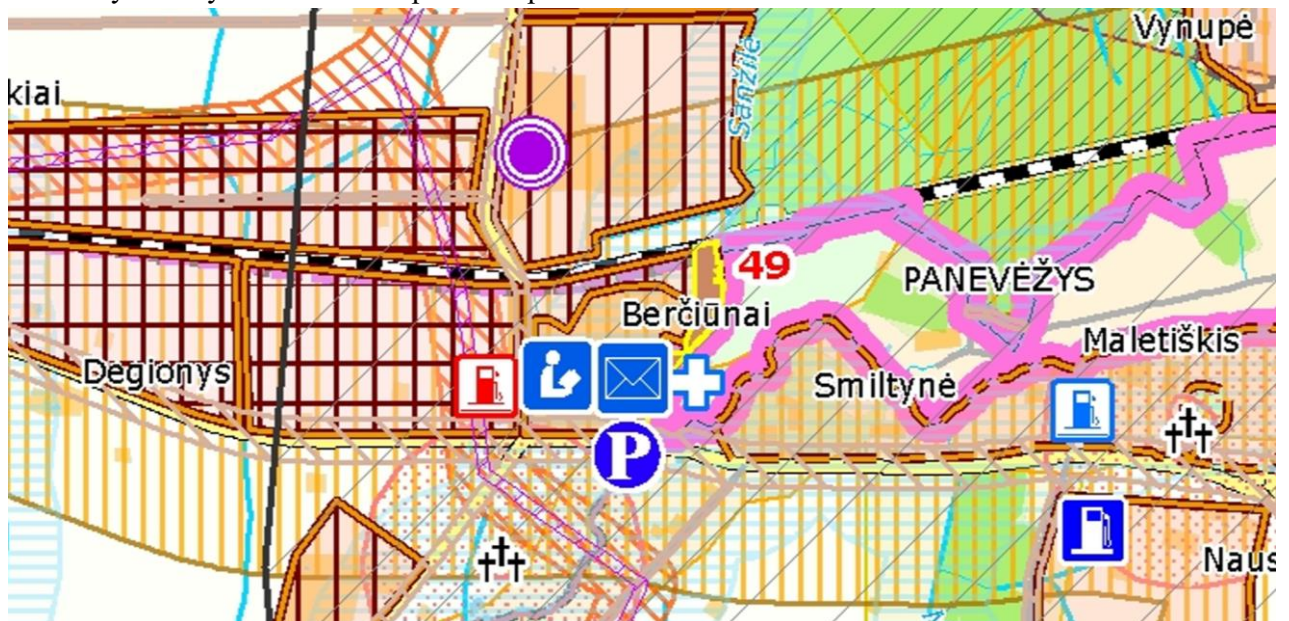 Vynupė
kiai
Sanžilė
49
PANEVĖŽYS
Berčiūnai
Maletiškis
Degionys
Smiltynė
P
Naus